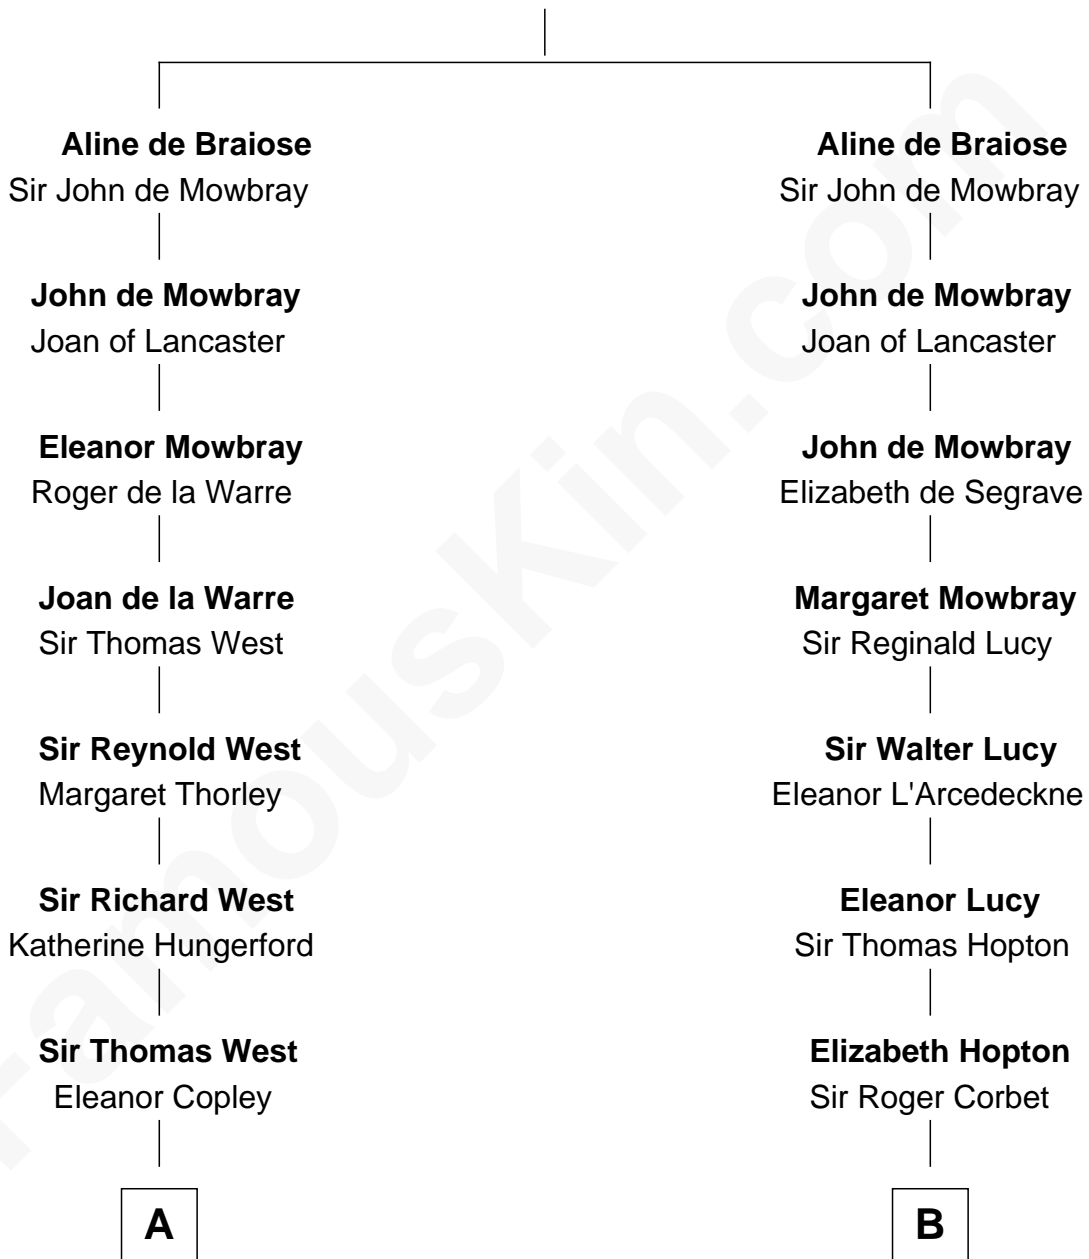 Aline de Braiose
Sir John de Mowbray
John de Mowbray
Joan of Lancaster
Eleanor Mowbray
Roger de la Warre
Joan de la Warre
Sir Thomas West
Sir Reynold West
Margaret Thorley
Sir Richard West
Katherine Hungerford
Sir Thomas West
Eleanor Copley
A
Aline de Braiose
Sir John de Mowbray
John de Mowbray
Joan of Lancaster
John de Mowbray
Elizabeth de Segrave
Margaret Mowbray
Sir Reginald Lucy
Sir Walter Lucy
Eleanor L'Arcedeckne
Eleanor Lucy
Sir Thomas Hopton
Elizabeth Hopton
Sir Roger Corbet
B
FamousKin.com